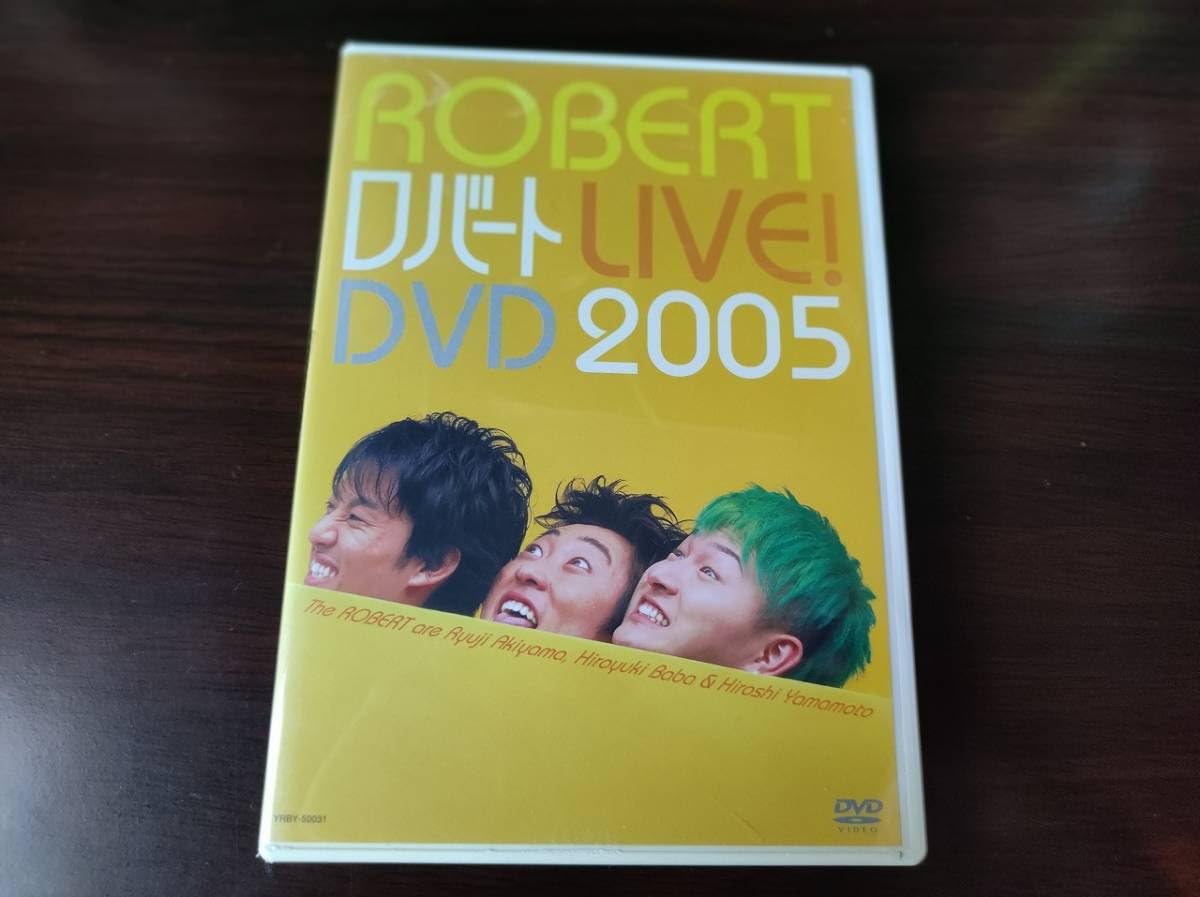 ROBERT
ロバート LIVE!
DVD 2005
The ROBERT are Ryuji Akiyama, Hiroyuki Baba & Hiroshi Yamamoto
YRBY-50031
DVD
VIDEO